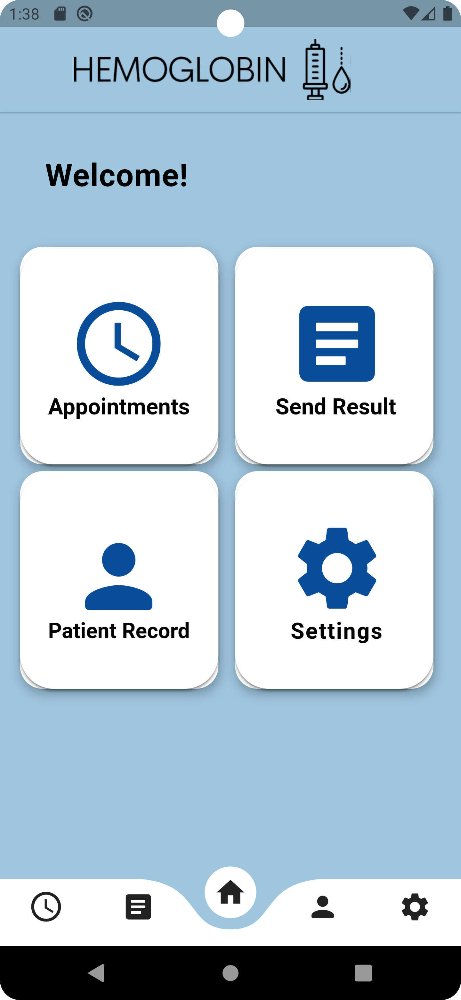 1:38
HEMOGLOBIN
Welcome!
Appointments
Send Result
Patient Record
Settings